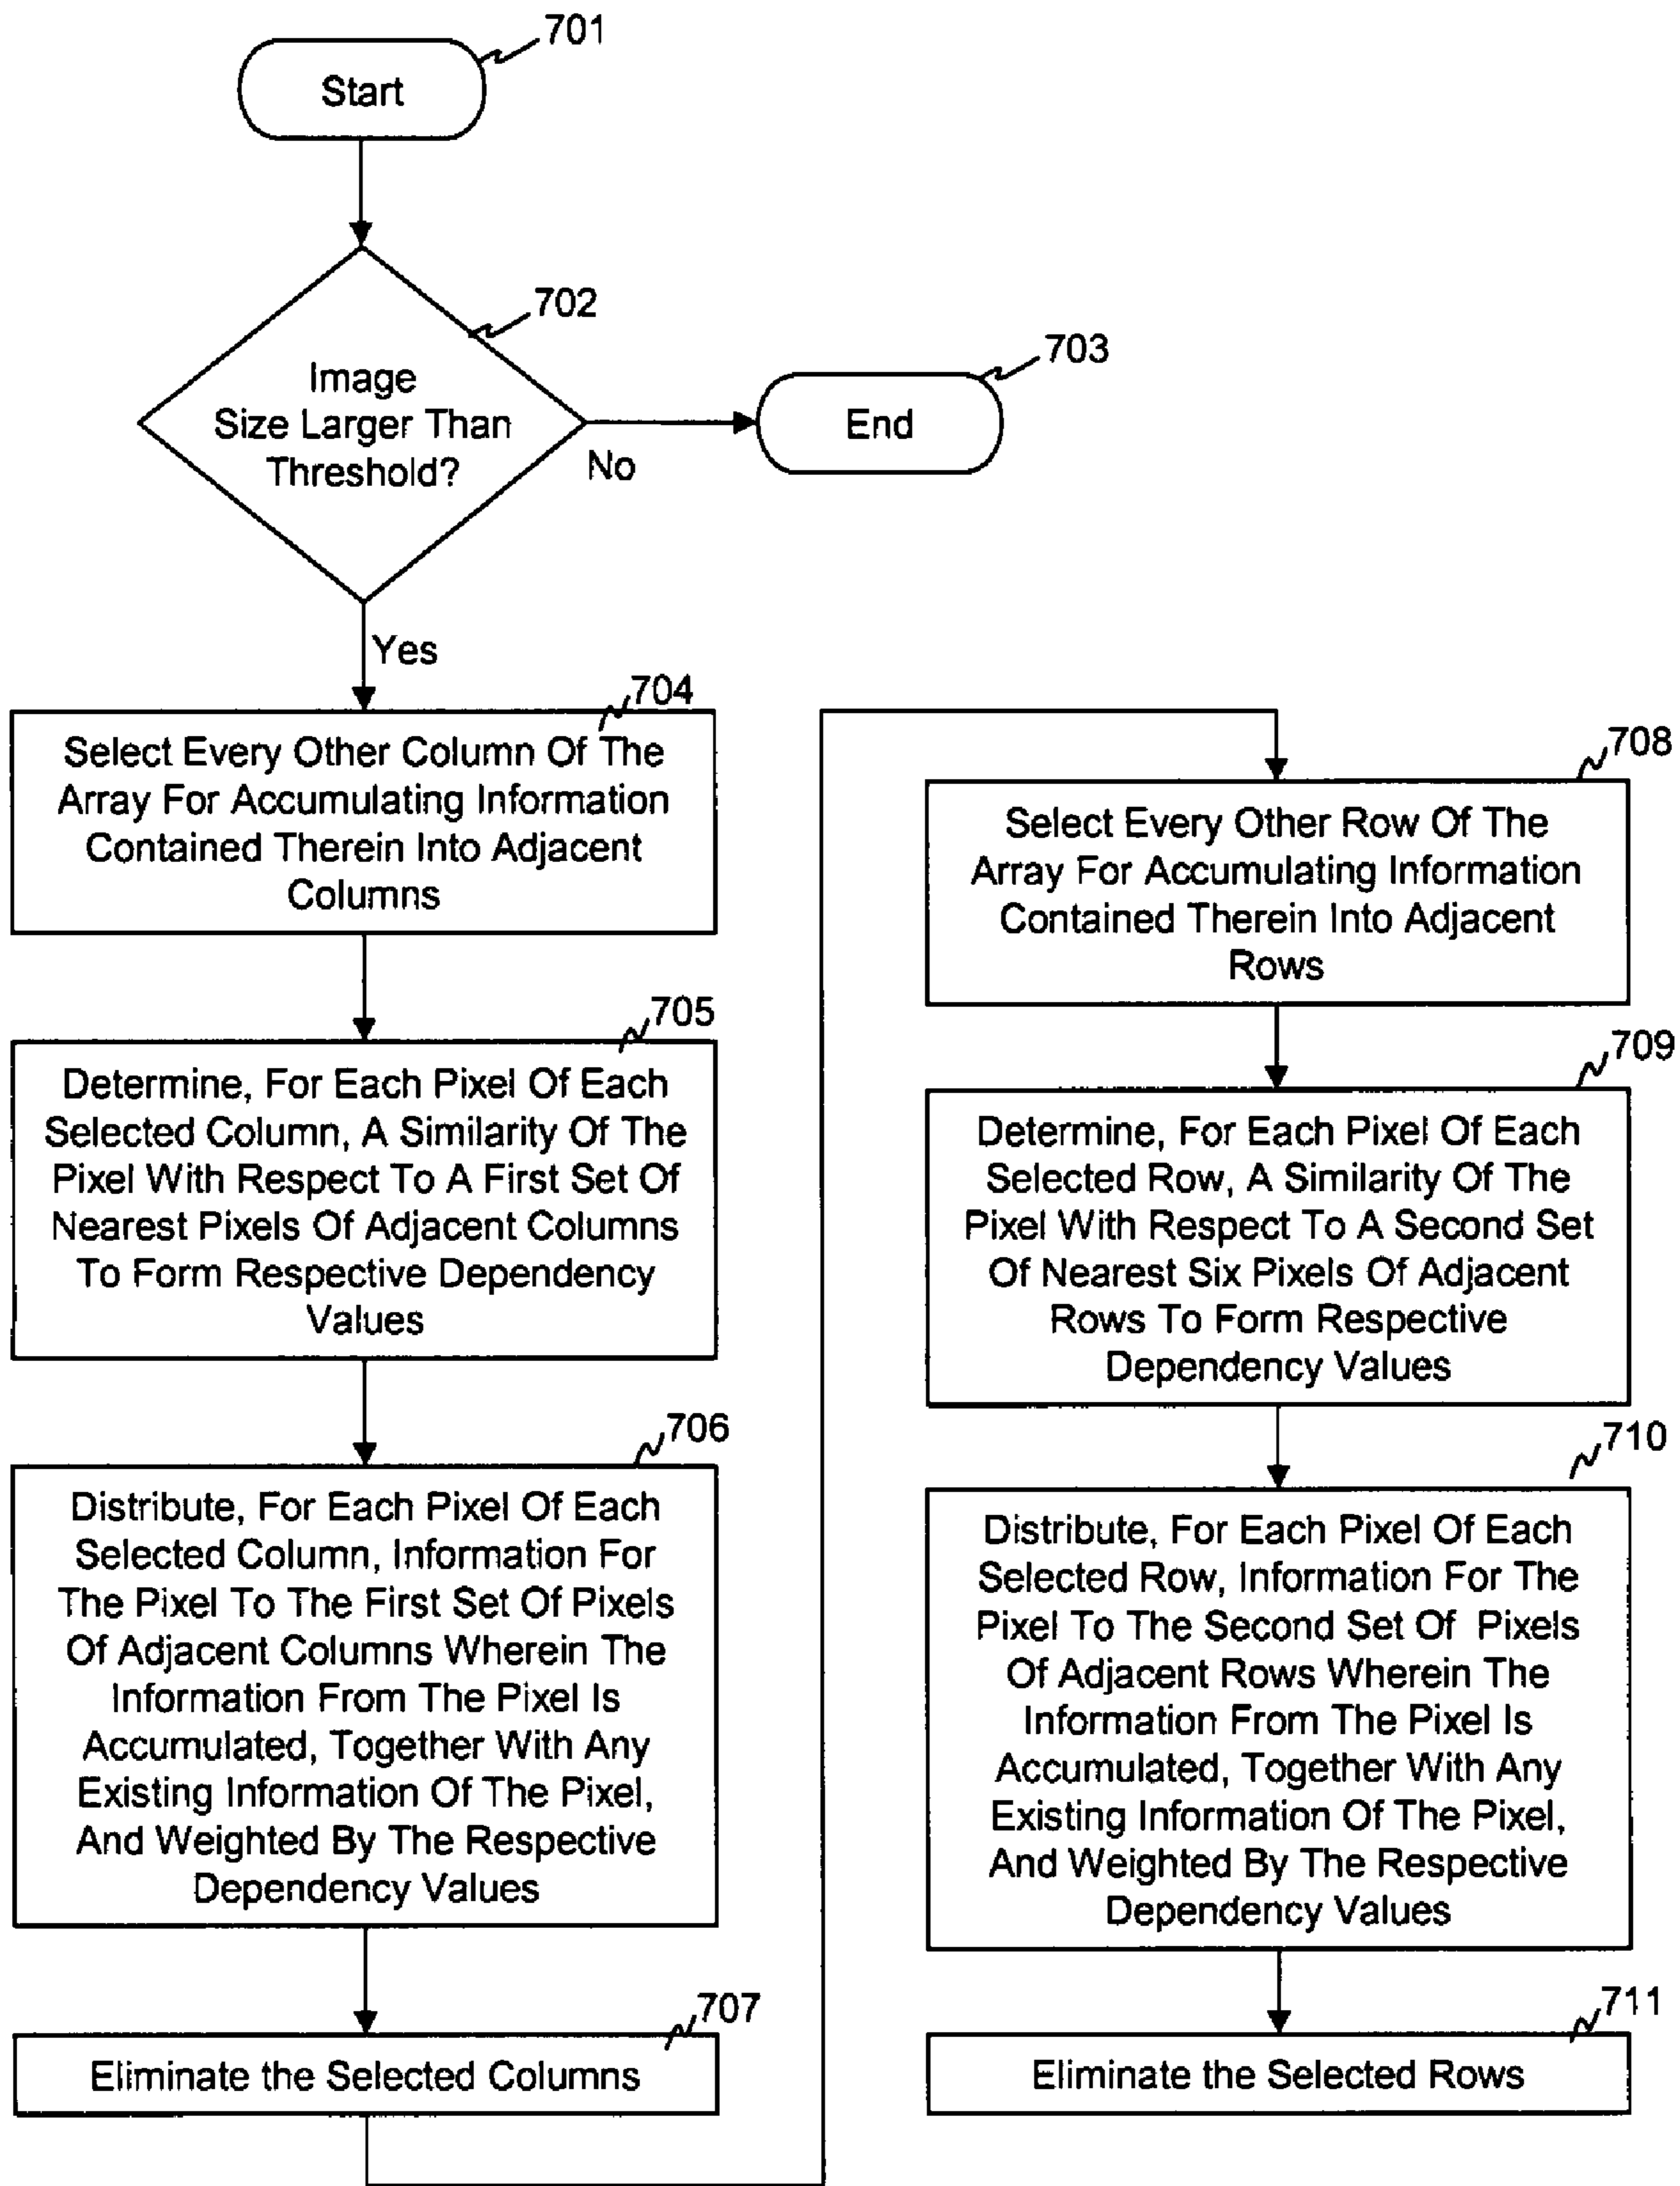 701
Start
702
Image
Size Larger Than
Threshold?
703
End
No
Yes
704
Select Every Other Column Of The
Array For Accumulating Information
Contained Therein Into Adjacent
Columns
705
Determine, For Each Pixel Of Each
Selected Column, A Similarity Of The
Pixel With Respect To A First Set Of
Nearest Pixels Of Adjacent Columns
To Form Respective Dependency
Values
706
Distribute, For Each Pixel Of Each
Selected Column, Information For
The Pixel To The First Set Of Pixels
Of Adjacent Columns Wherein The
Information From The Pixel Is
Accumulated, Together With Any
Existing Information Of The Pixel,
And Weighted By The Respective
Dependency Values
707
Eliminate the Selected Columns
708
Select Every Other Row Of The
Array For Accumulating Information
Contained Therein Into Adjacent
Rows
709
Determine, For Each Pixel Of Each
Selected Row, A Similarity Of The
Pixel With Respect To A Second Set
Of Nearest Six Pixels Of Adjacent
Rows To Form Respective
Dependency Values
710
Distribute, For Each Pixel Of Each
Selected Row, Information For The
Pixel To The Second Set Of Pixels
Of Adjacent Rows Wherein The
Information From The Pixel Is
Accumulated, Together With Any
Existing Information Of The Pixel,
And Weighted By The Respective
Dependency Values
711
Eliminate the Selected Rows